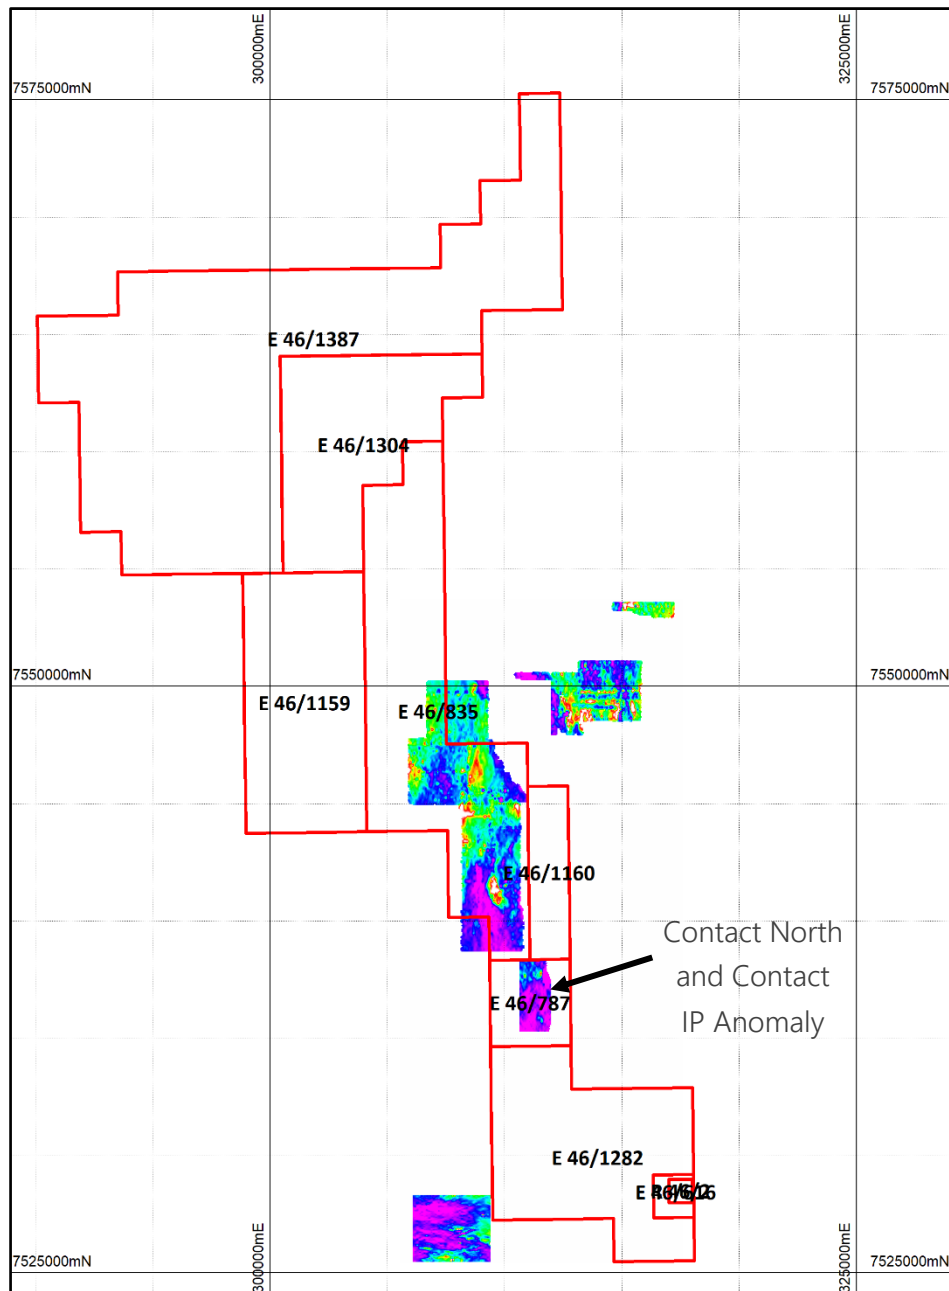 300000mE
325000mE
7575000mN
7575000mN
E 46/1387
E 46/1304
7550000mN
7550000mN
E 46/1159
E 46/835
E 46/1160
Contact North
and Contact
IP Anomaly
E 46/787
E 46/1282
7525000mN
7525000mN
300000mE
325000mE